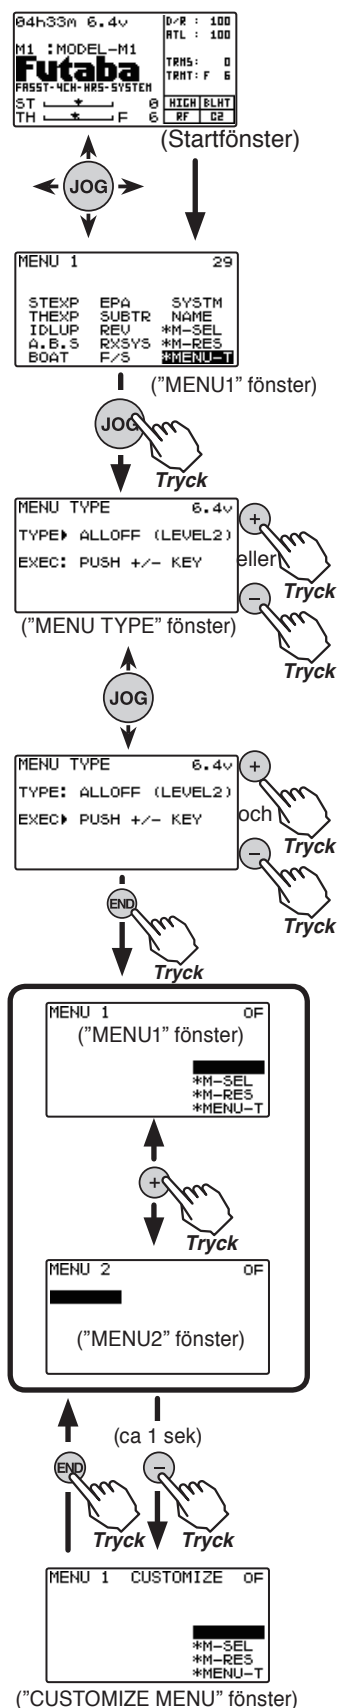 04h33m 6.4v
D/R : 100
ATL : 100
M1 :MODEL-M1
Futaba
FASST-4CH-HRS-SYSTEM
TRMS: 0
TRMT: F 6
ST 0
TH F 6
HIGH BLHT
RF C2
(Startfönster)
JOG
MENU 1 29
STEXP EPA SYSTM
THEXP SUBTR NAME
IDLUP REV *M-SEL
A.B.S RXSYS *M-RES
BOAT F/S *MENU-T
("MENU1" fönster)
JOG
Tryck
MENU TYPE 6.4v
TYPE▶ ALLOFF (LEVEL2)
EXEC: PUSH +/- KEY
+
eller
Tryck
–
Tryck
("MENU TYPE" fönster)
JOG
MENU TYPE 6.4v
TYPE: ALLOFF (LEVEL2)
EXEC▶ PUSH +/- KEY
+
och
Tryck
–
Tryck
END
Tryck
MENU 1 OF
("MENU1" fönster)
*M-SEL
*M-RES
*MENU-T
+
Tryck
MENU 2 OF
("MENU2" fönster)
(ca 1 sek)
END
–
Tryck Tryck
MENU 1 CUSTOMIZE OF
*M-SEL
*M-RES
*MENU-T
("CUSTOMIZE MENU" fönster)